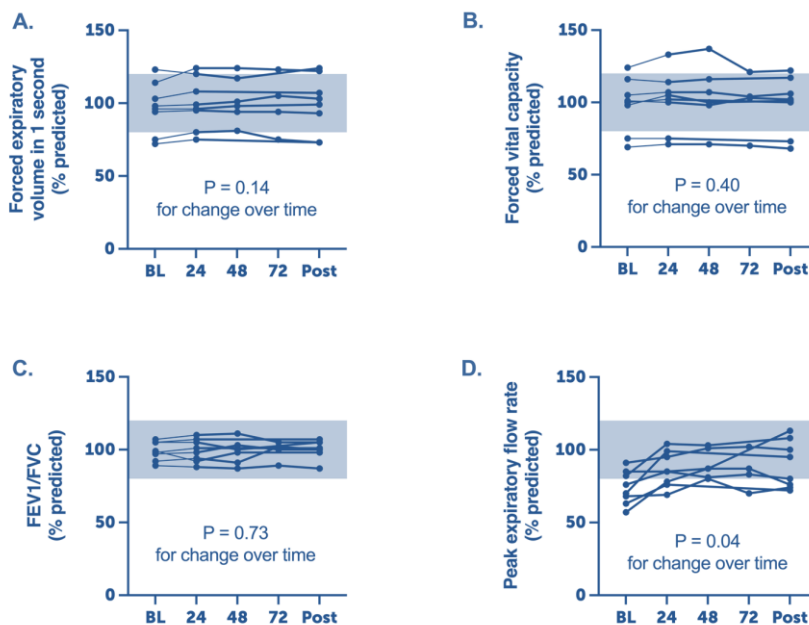 A.
Forced expiratory
volume in 1 second
(% predicted)
150
100
50
0
P = 0.14
for change over time
BL 24 48 72 Post
B.
Forced vital capacity
(% predicted)
150
100
50
0
P = 0.40
for change over time
BL 24 48 72 Post
C.
FEV1/FVC
(% predicted)
150
100
50
0
P = 0.73
for change over time
BL 24 48 72 Post
D.
Peak expiratory flow rate
(% predicted)
150
100
50
0
P = 0.04
for change over time
BL 24 48 72 Post